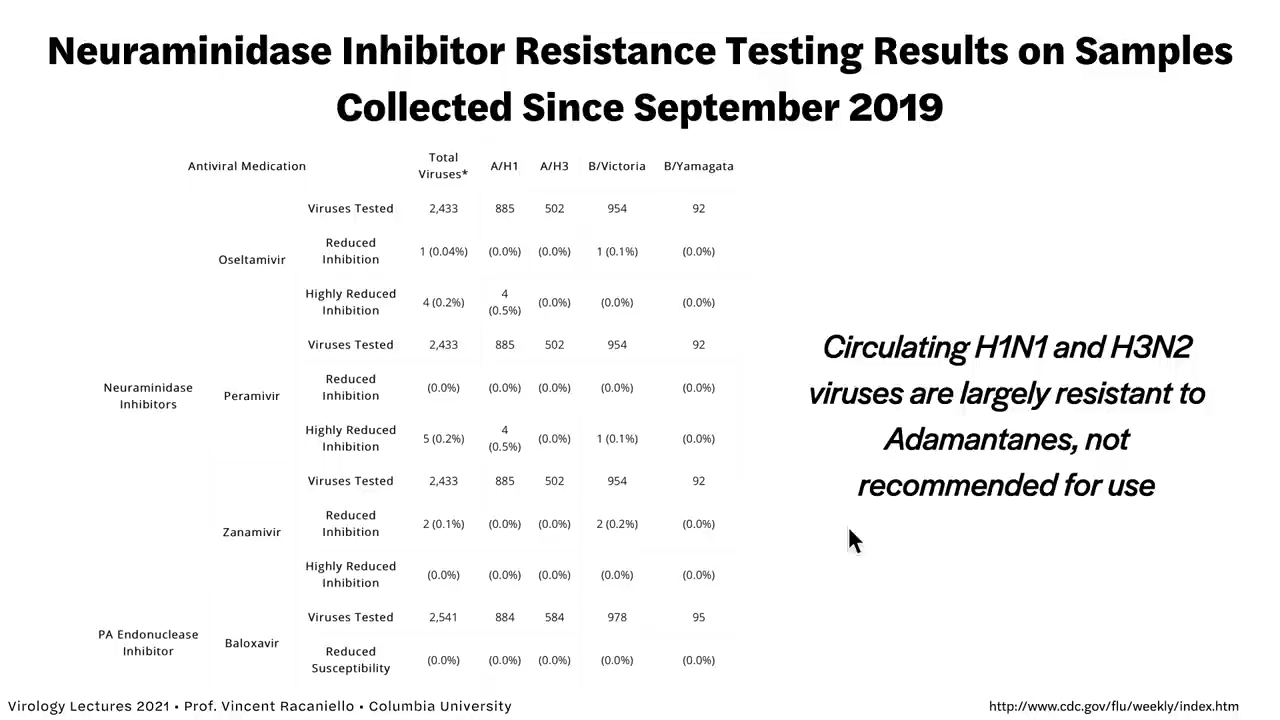 Neuraminidase Inhibitor Resistance Testing Results on Samples
Collected Since September 2019
Antiviral Medication
Total
Viruses*
A/H1
A/H3
B/Victoria
B/Yamagata
Neuraminidase
Inhibitors
Oseltamivir
Viruses Tested
2,433
885
502
954
92
Reduced
Inhibition
1 (0.04%)
(0.0%)
(0.0%)
1 (0.1%)
(0.0%)
Highly Reduced
Inhibition
4 (0.2%)
4
(0.5%)
(0.0%)
(0.0%)
(0.0%)
Peramivir
Viruses Tested
2,433
885
502
954
92
Reduced
Inhibition
(0.0%)
(0.0%)
(0.0%)
(0.0%)
(0.0%)
Highly Reduced
Inhibition
5 (0.2%)
4
(0.5%)
(0.0%)
1 (0.1%)
(0.0%)
Zanamivir
Viruses Tested
2,433
885
502
954
92
Reduced
Inhibition
2 (0.1%)
(0.0%)
(0.0%)
2 (0.2%)
(0.0%)
Highly Reduced
Inhibition
(0.0%)
(0.0%)
(0.0%)
(0.0%)
(0.0%)
PA Endonuclease
Inhibitor
Baloxavir
Viruses Tested
2,541
884
584
978
95
Reduced
Susceptibility
(0.0%)
(0.0%)
(0.0%)
(0.0%)
(0.0%)
Circulating H1N1 and H3N2
viruses are largely resistant to
Adamantanes, not
recommended for use
Virology Lectures 2021 • Prof. Vincent Racaniello • Columbia University
http://www.cdc.gov/flu/weekly/index.htm